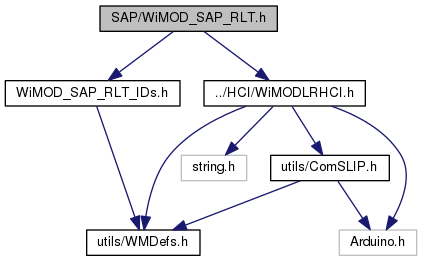 SAP/WiMOD_SAP_RLT.h
WiMOD_SAP_RLT_IDs.h
../HCI/WiMODLRHCI.h
string.h
utils/ComSLIP.h
utils/WMDefs.h
Arduino.h